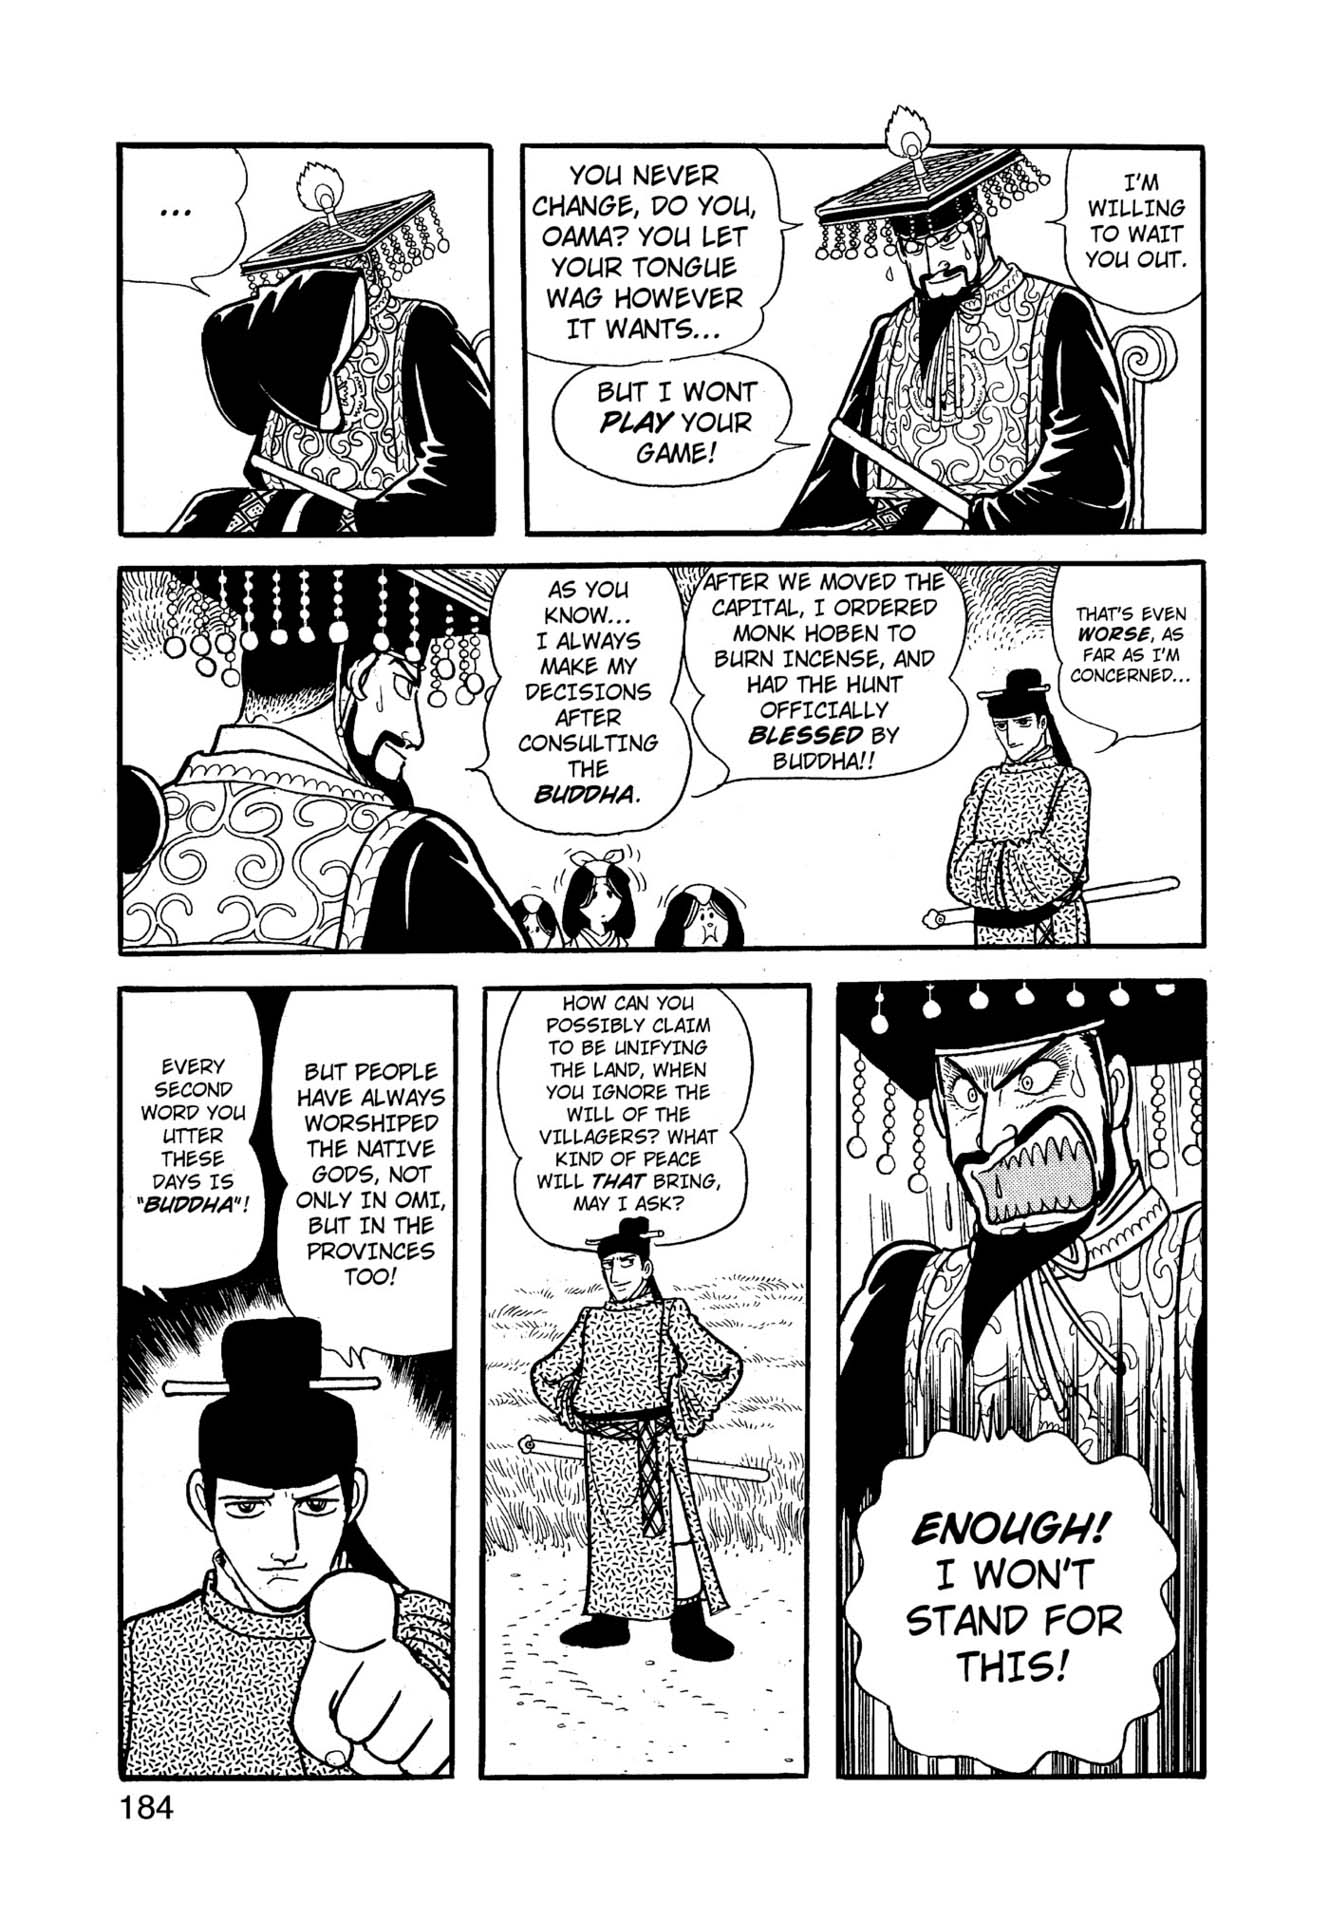 I'M
WILLING
TO WAIT
YOU OUT.
YOU NEVER
CHANGE, DO YOU,
OAMA? YOU LET
YOUR TONGUE
WAG HOWEVER
IT WANTS...
BUT I WONT
PLAY YOUR
GAME!
...
THAT'S EVEN
WORSE, AS
FAR AS I'M
CONCERNED...
AFTER WE MOVED THE
CAPITAL, I ORDERED
MONK HOBEN TO
BURN INCENSE, AND
HAD THE HUNT
OFFICIALLY
BLESSED BY
BUDDHA!!
AS YOU
KNOW...
I ALWAYS
MAKE MY
DECISIONS
AFTER
CONSULTING
THE
BUDDHA.
ENOUGH!
I WON'T
STAND FOR
THIS!
HOW CAN YOU
POSSIBLY CLAIM
TO BE UNIFYING
THE LAND, WHEN
YOU IGNORE THE
WILL OF THE
VILLAGERS? WHAT
KIND OF PEACE
WILL THAT BRING,
MAY I ASK?
BUT PEOPLE
HAVE ALWAYS
WORSHIPED
THE NATIVE
GODS, NOT
ONLY IN OMI,
BUT IN THE
PROVINCES
TOO!
EVERY
SECOND
WORD YOU
UTTER
THESE
DAYS IS
"BUDDHA"!
184